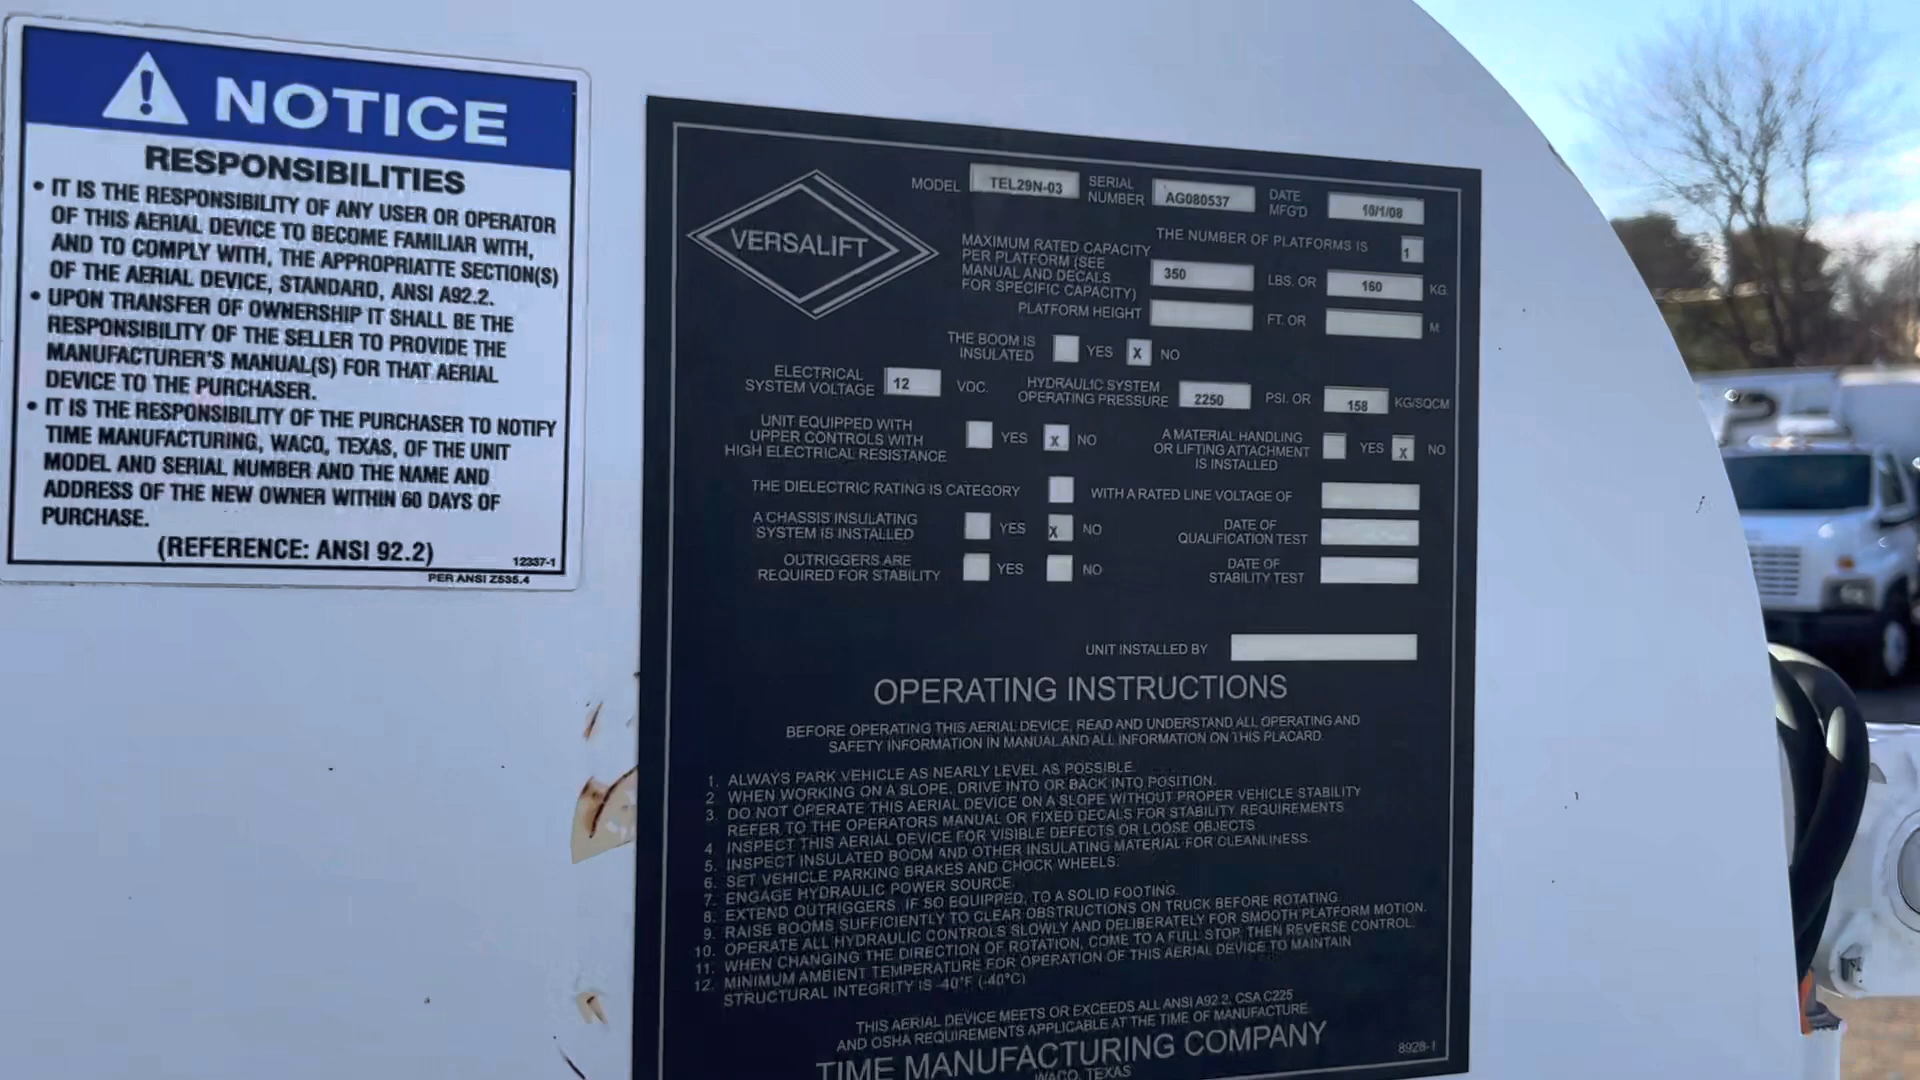 NOTICE
RESPONSIBILITIES
• IT IS THE RESPONSIBILITY OF ANY USER OR OPERATOR
OF THIS AERIAL DEVICE TO BECOME FAMILIAR WITH,
AND TO COMPLY WITH, THE APPROPRIATTE SECTION(S)
OF THE AERIAL DEVICE, STANDARD, ANSI A92.2.
• UPON TRANSFER OF OWNERSHIP IT SHALL BE THE
RESPONSIBILITY OF THE SELLER TO PROVIDE THE
MANUFACTURER'S MANUAL(S) FOR THAT AERIAL
DEVICE TO THE PURCHASER.
• IT IS THE RESPONSIBILITY OF THE PURCHASER TO NOTIFY
TIME MANUFACTURING, WACO, TEXAS, OF THE UNIT
MODEL AND SERIAL NUMBER AND THE NAME AND
ADDRESS OF THE NEW OWNER WITHIN 60 DAYS OF
PURCHASE.
(REFERENCE: ANSI 92.2)
12337-1
PER ANSI Z535.4
VERSALIFT
MODEL TEL29N-03 SERIAL NUMBER AG080537 DATE MFG'D 10/1/08
THE NUMBER OF PLATFORMS IS 1
MAXIMUM RATED CAPACITY
PER PLATFORM (SEE
MANUAL AND DECALS
FOR SPECIFIC CAPACITY) 350 LBS. OR 160 KG.
PLATFORM HEIGHT FT. OR M
THE BOOM IS INSULATED YES X NO
ELECTRICAL SYSTEM VOLTAGE 12 VDC. HYDRAULIC SYSTEM OPERATING PRESSURE 2250 PSI. OR 158 KG/SQCM
UNIT EQUIPPED WITH
UPPER CONTROLS WITH
HIGH ELECTRICAL RESISTANCE YES X NO
A MATERIAL HANDLING
OR LIFTING ATTACHMENT
IS INSTALLED YES X NO
THE DIELECTRIC RATING IS CATEGORY WITH A RATED LINE VOLTAGE OF
A CHASSIS INSULATING
SYSTEM IS INSTALLED YES X NO
DATE OF
QUALIFICATION TEST
OUTRIGGERS ARE
REQUIRED FOR STABILITY YES NO
DATE OF
STABILITY TEST
UNIT INSTALLED BY
OPERATING INSTRUCTIONS
BEFORE OPERATING THIS AERIAL DEVICE, READ AND UNDERSTAND ALL OPERATING AND
SAFETY INFORMATION IN MANUAL AND ALL INFORMATION ON THIS PLACARD.
1. ALWAYS PARK VEHICLE AS NEARLY LEVEL AS POSSIBLE.
2. WHEN WORKING ON A SLOPE, DRIVE INTO OR BACK INTO POSITION.
3. DO NOT OPERATE THIS AERIAL DEVICE ON A SLOPE WITHOUT PROPER VEHICLE STABILITY
REFER TO THE OPERATORS MANUAL OR FIXED DECALS FOR STABILITY REQUIREMENTS
4. INSPECT THIS AERIAL DEVICE FOR VISIBLE DEFECTS OR LOOSE OBJECTS
5. INSPECT INSULATED BOOM AND OTHER INSULATING MATERIAL FOR CLEANLINESS.
6. SET VEHICLE PARKING BRAKES AND CHOCK WHEELS.
7. ENGAGE HYDRAULIC POWER SOURCE.
8. EXTEND OUTRIGGERS, IF SO EQUIPPED, TO A SOLID FOOTING.
9. RAISE BOOMS SUFFICIENTLY TO CLEAR OBSTRUCTIONS ON TRUCK BEFORE ROTATING
10. OPERATE ALL HYDRAULIC CONTROLS SLOWLY AND DELIBERATELY FOR SMOOTH PLATFORM MOTION.
11. WHEN CHANGING THE DIRECTION OF ROTATION, COME TO A FULL STOP, THEN REVERSE CONTROL.
12. MINIMUM AMBIENT TEMPERATURE FOR OPERATION OF THIS AERIAL DEVICE TO MAINTAIN
STRUCTURAL INTEGRITY IS -40°F (-40°C)
THIS AERIAL DEVICE MEETS OR EXCEEDS ALL ANSI A92.2, CSA C225
AND OSHA REQUIREMENTS APPLICABLE AT THE TIME OF MANUFACTURE
TIME MANUFACTURING COMPANY
WACO, TEXAS
8928-1